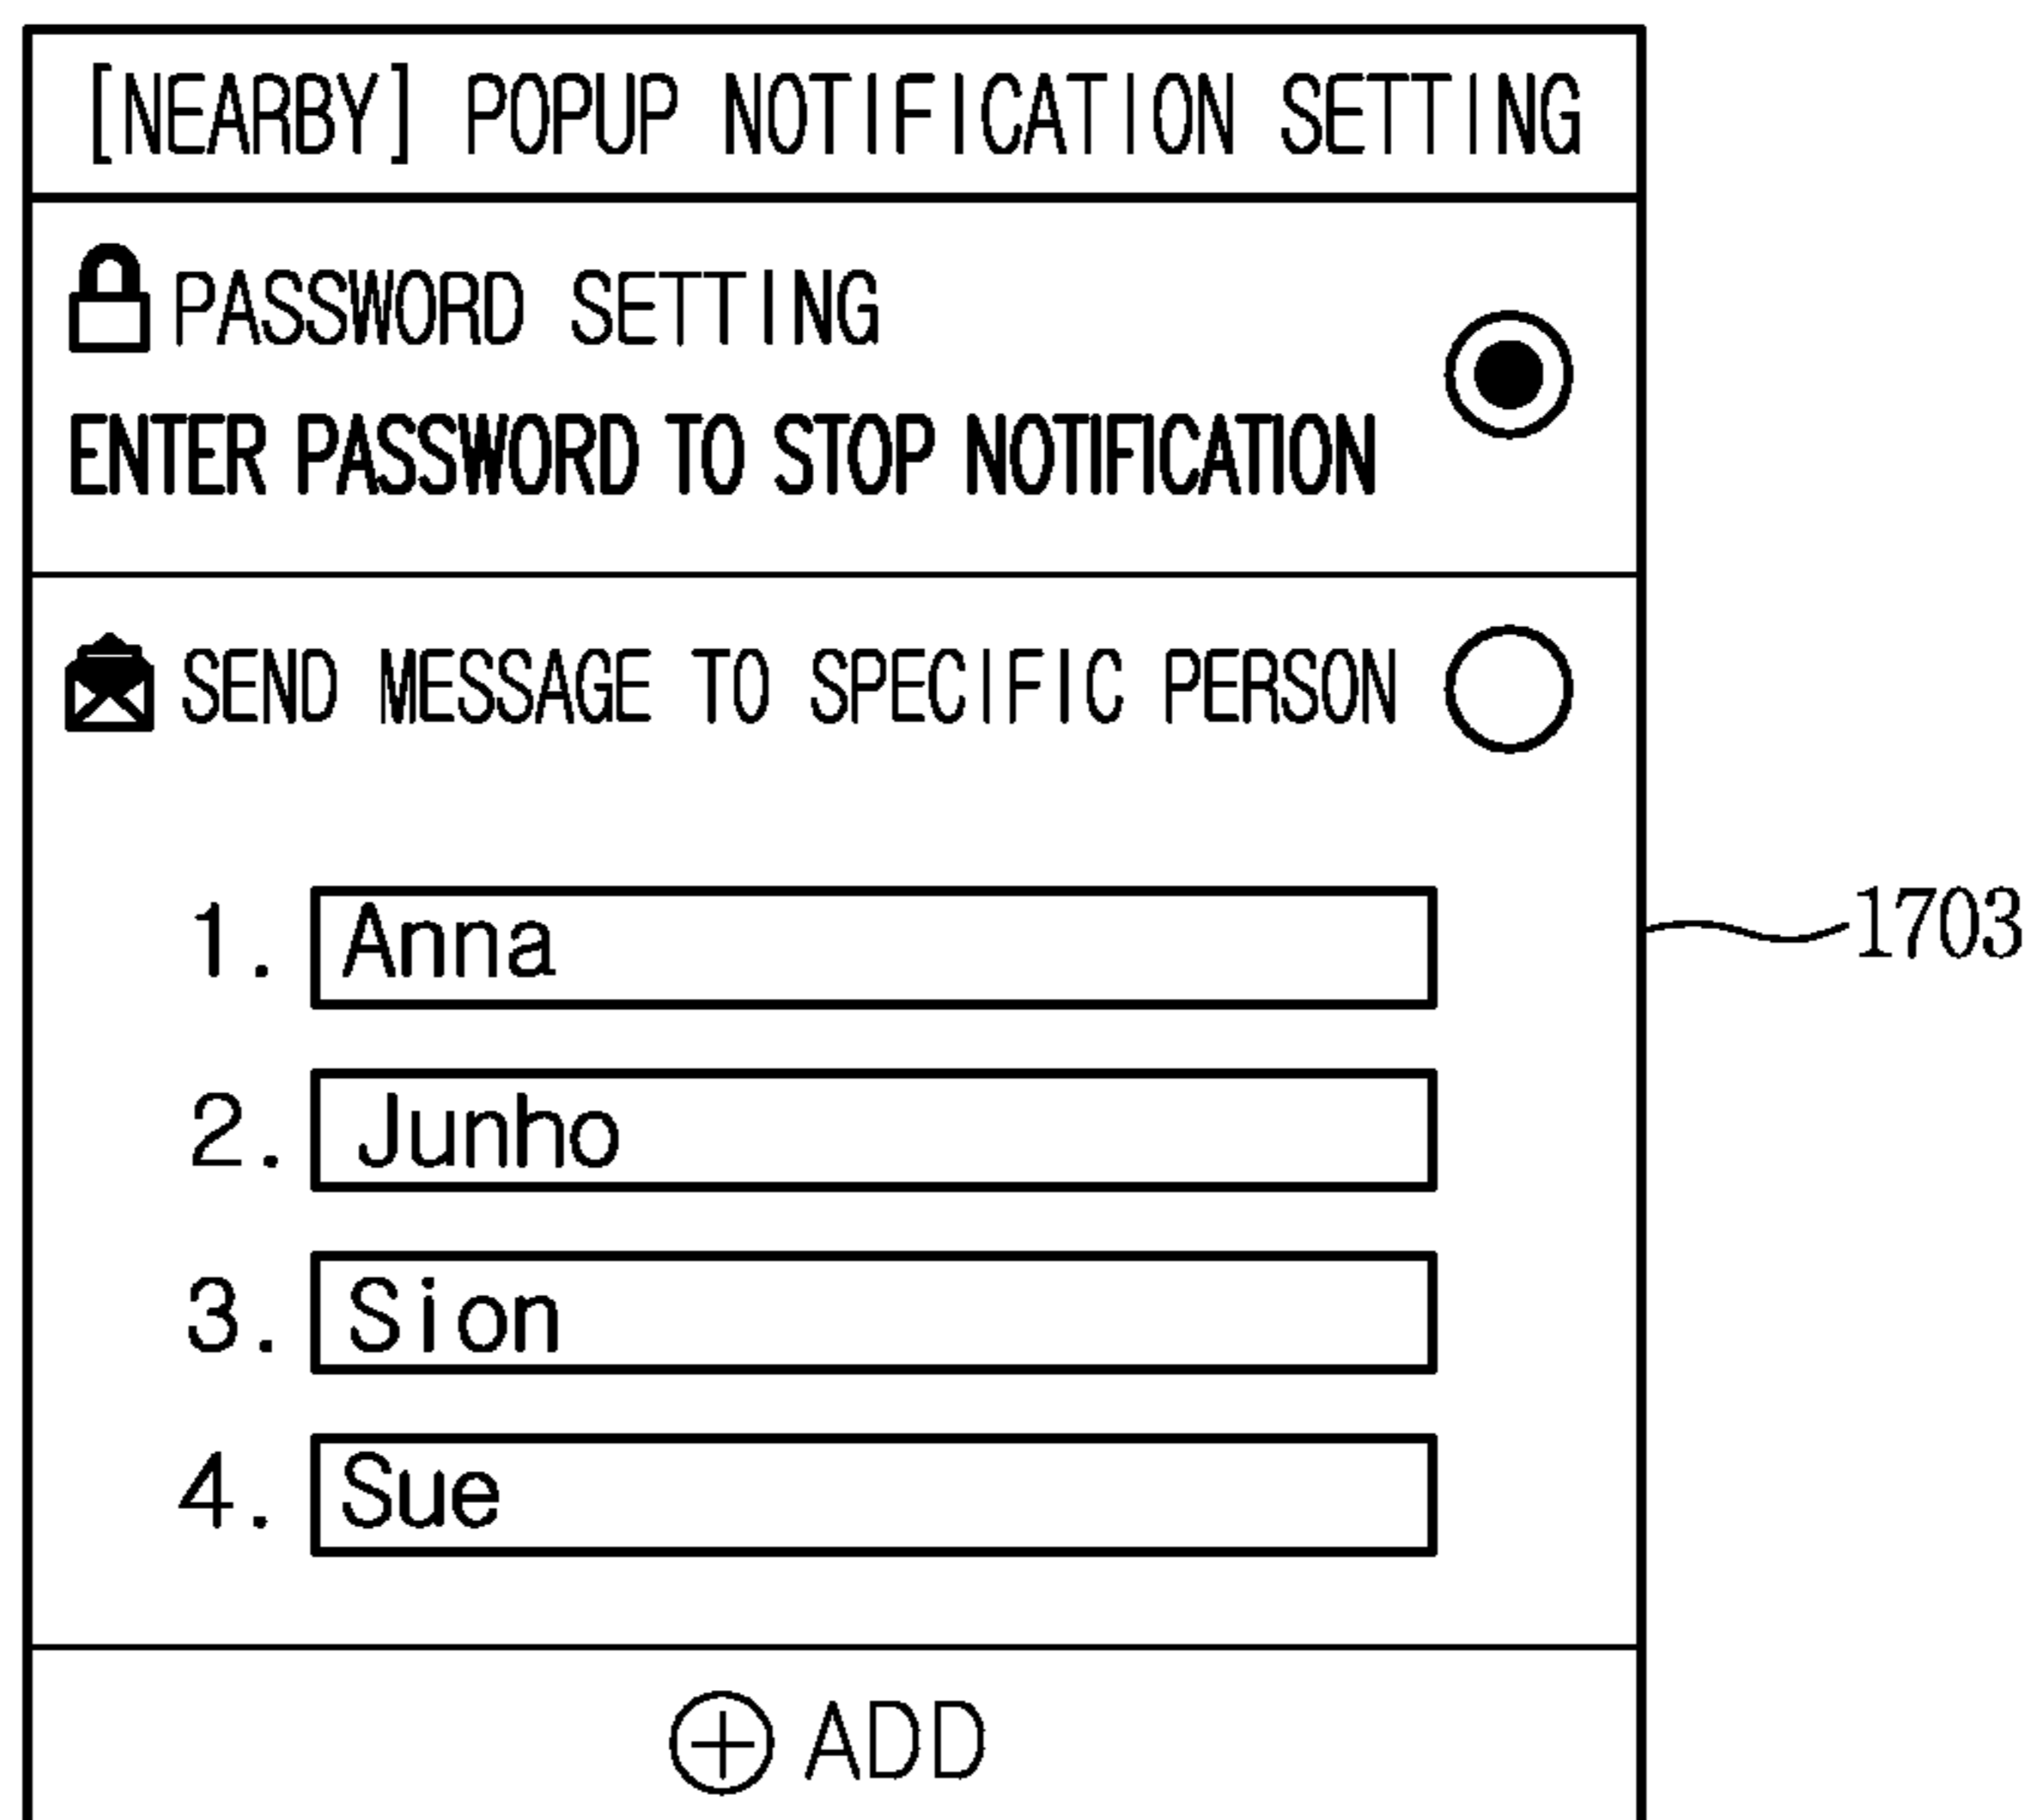 [NEARBY] POPUP NOTIFICATION SETTING
PASSWORD SETTING
ENTER PASSWORD TO STOP NOTIFICATION
SEND MESSAGE TO SPECIFIC PERSON
1. Anna
1703
2. Junho
3. Sion
4. Sue
ADD